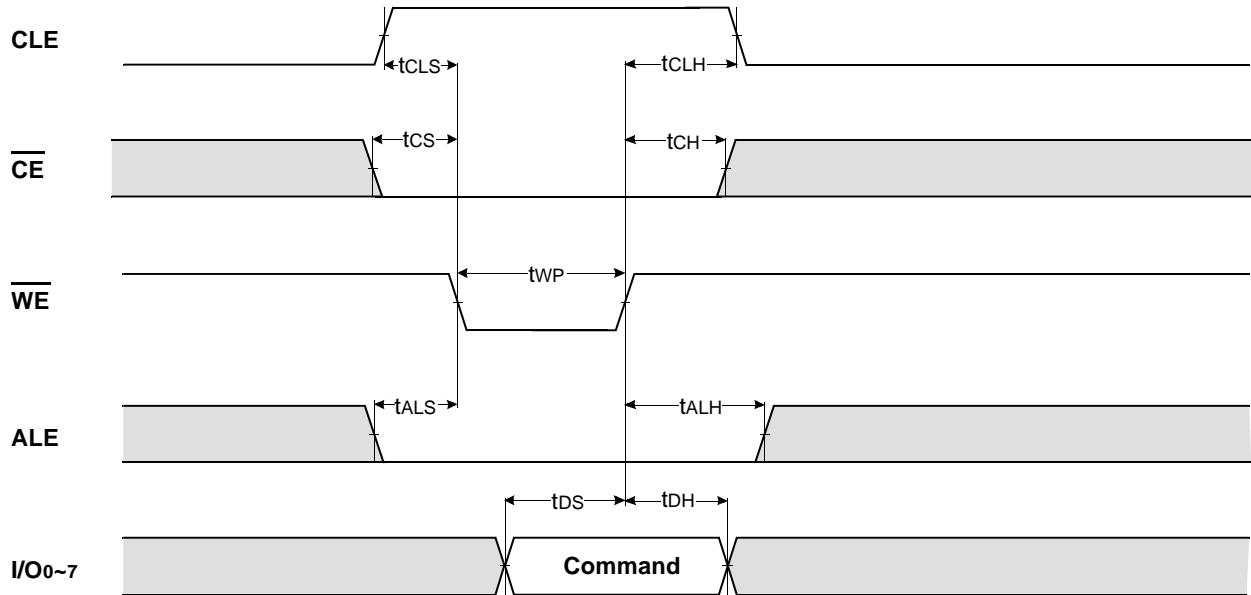 CLE
tCLS
tCLH
CE
tCS
tCH
WE
tWP
ALE
tALS
tALH
tDS
tDH
I/O0~7
Command